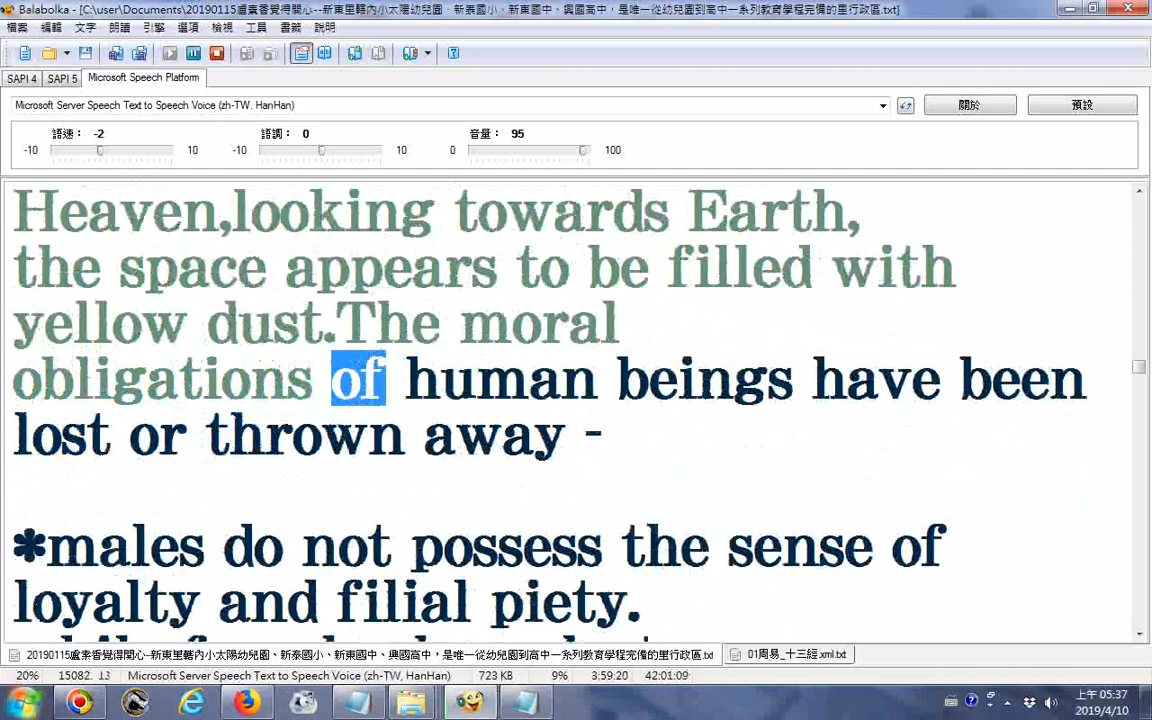 Balabolka - [C:\user\Documents\20190115盧素香覺得開心--新東里轄內小太陽幼兒園、新泰國小、新東國中、興國高中，是唯一從幼兒園到高中一系列教育學程完備的里行政區.txt]
檔案 編輯 文字 朗讀 引擎 選項 檢視 工具 書籤 說明
SAPI 4 SAPI 5 Microsoft Speech Platform
Microsoft Server Speech Text to Speech Voice (zh-TW, HanHan) 關於 預設
語速： -2 語調： 0 音量： 95
-10 10 -10 10 0 100
Heaven,looking towards Earth,
the space appears to be filled with
yellow dust.The moral
obligations of human beings have been
lost or thrown away -
*males do not possess the sense of
loyalty and filial piety.
20190115盧素香覺得開心--新東里轄內小太陽幼兒園、新泰國小、新東國中、興國高中，是唯一從幼兒園到高中一系列教育學程完備的里行政區.txt 01周易_十三經.xml.txt
20% 15082: 13 Microsoft Server Speech Text to Speech Voice (zh-TW, HanHan) 723 KB 9% 3:59:20 42:01:09
上午 05:37
2019/4/10